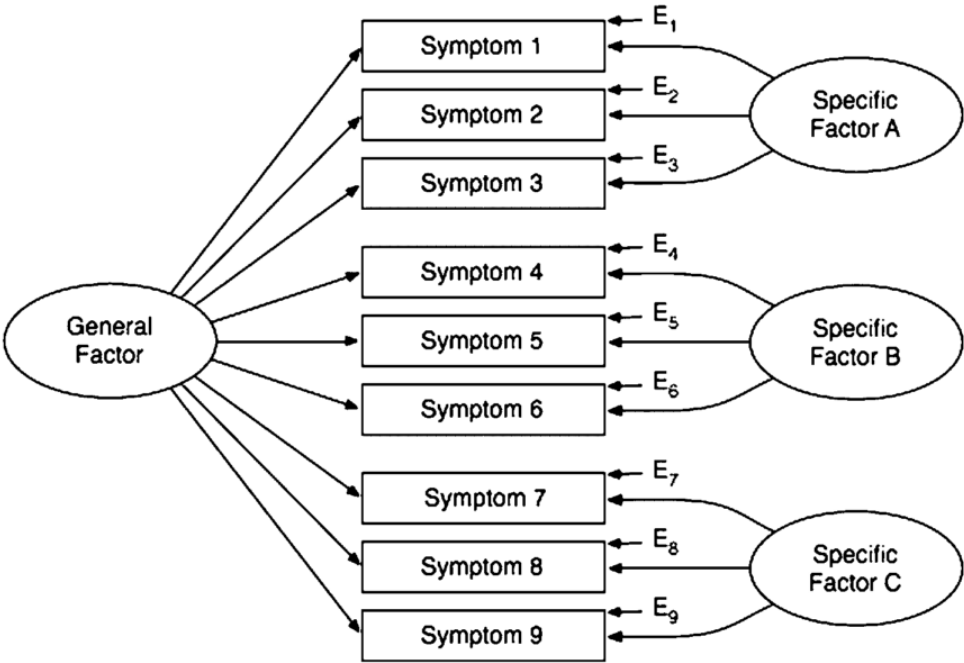 Symptom 1
E1
Symptom 2
E2
Symptom 3
E3
Specific
Factor A
Symptom 4
E4
Symptom 5
E5
Symptom 6
E6
General
Factor
Specific
Factor B
Symptom 7
E7
Symptom 8
E8
Symptom 9
E9
Specific
Factor C